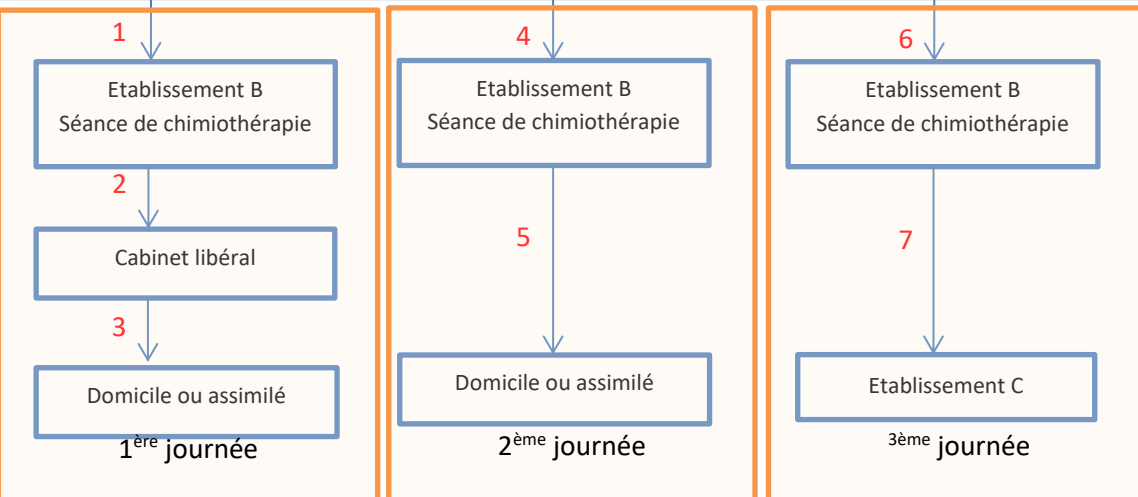 1
Etablissement B
Séance de chimiothérapie
2
Cabinet libéral
3
Domicile ou assimilé
1ère journée
4
Etablissement B
Séance de chimiothérapie
5
Domicile ou assimilé
2ème journée
6
Etablissement B
Séance de chimiothérapie
7
Etablissement C
3ème journée